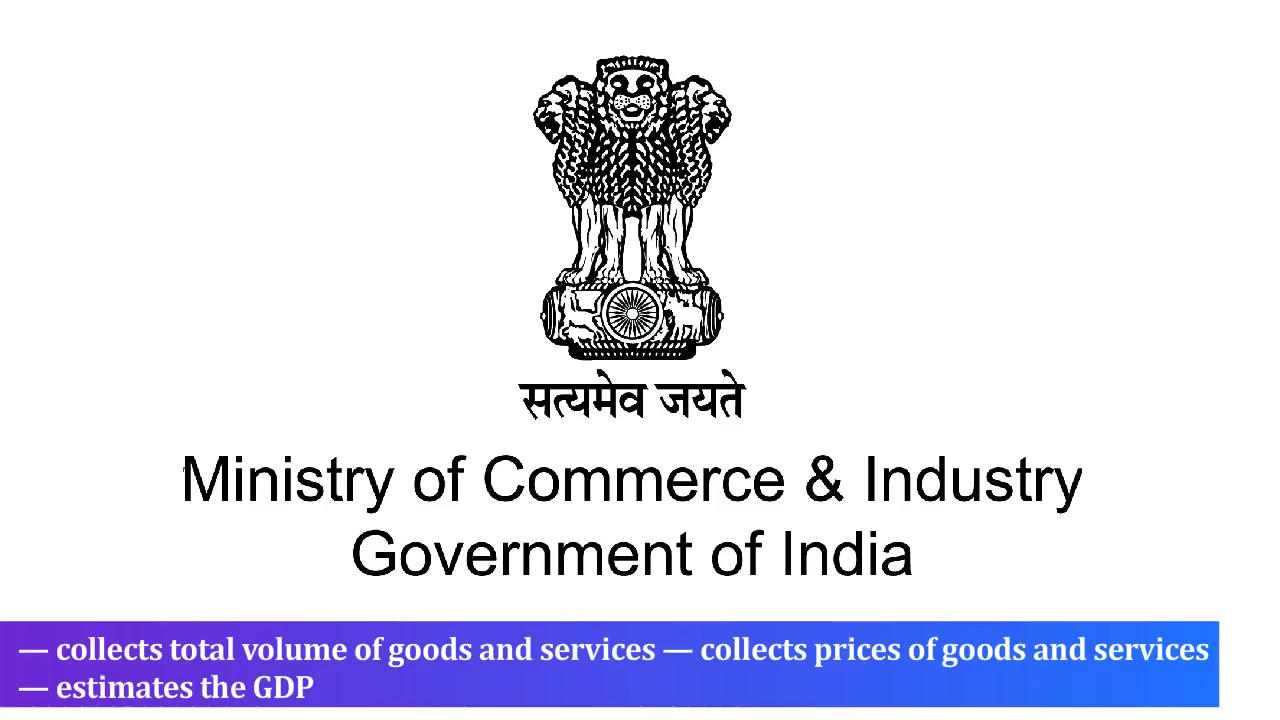 सत्यमेव जयते
Ministry of Commerce & Industry
Government of India
— collects total volume of goods and services — collects prices of goods and services
— estimates the GDP